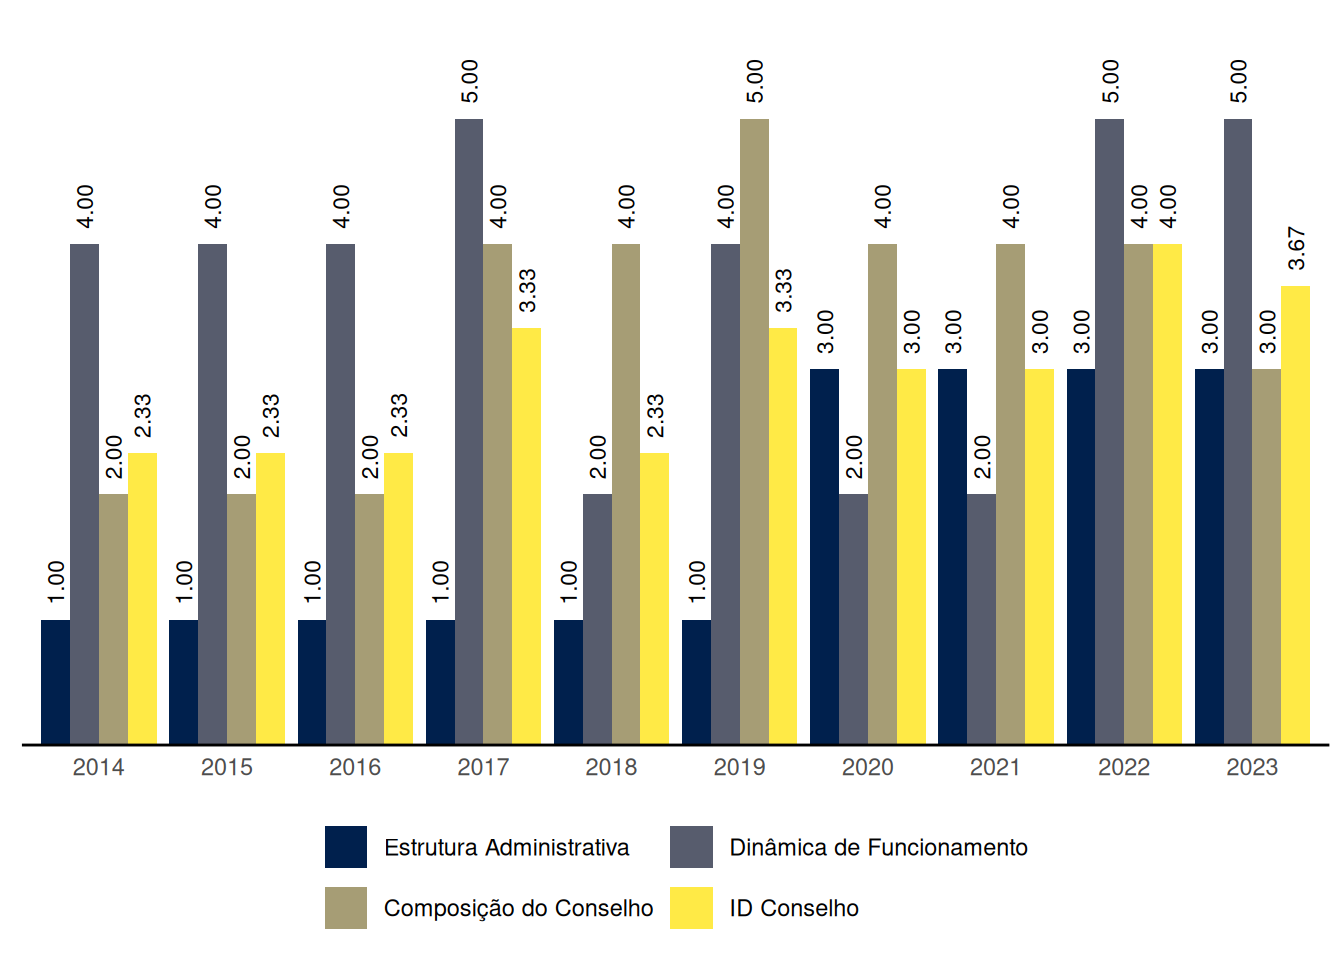 5.00 5.00 5.00 5.00
4.00 4.00 4.00 4.00 4.00 4.00 4.00 4.00 4.00 4.00
3.67
3.33 3.33
3.00 3.00 3.00 3.00 3.00 3.00 3.00
2.33 2.33 2.33 2.33
2.00 2.00 2.00 2.00 2.00 2.00
1.00 1.00 1.00 1.00 1.00 1.00
2014 2015 2016 2017 2018 2019 2020 2021 2022 2023
Estrutura Administrativa Dinâmica de Funcionamento
Composição do Conselho ID Conselho